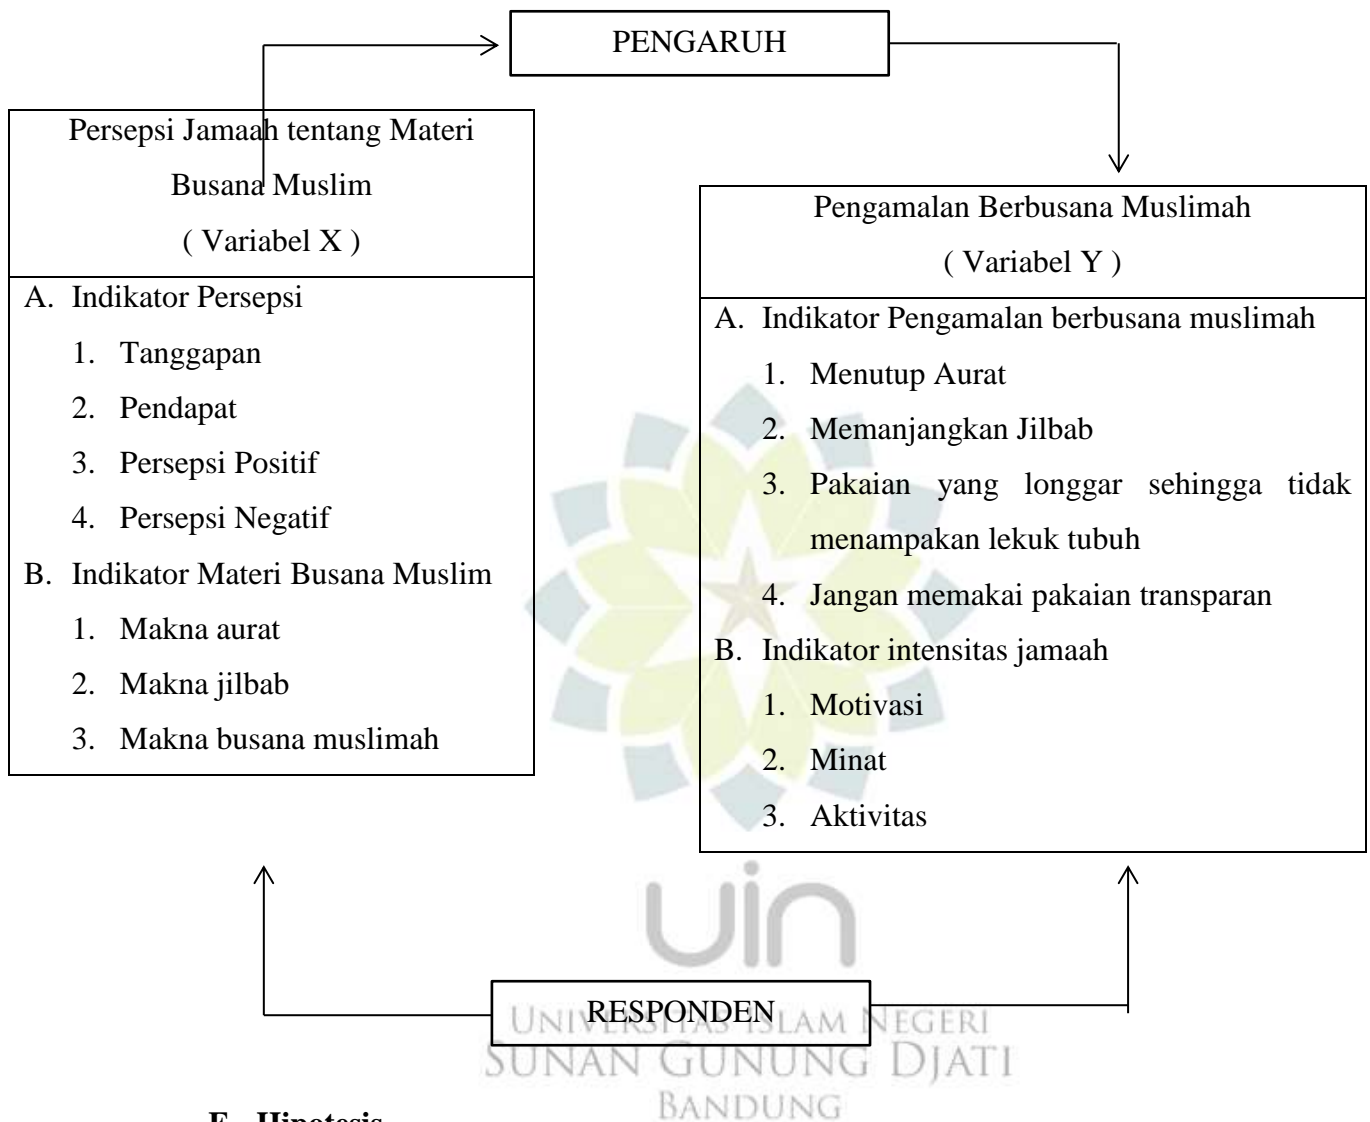 PENGARUH
Persepsi Jamaah tentang Materi
Busana Muslim
( Variabel X )
A. Indikator Persepsi
1. Tanggapan
2. Pendapat
3. Persepsi Positif
4. Persepsi Negatif
B. Indikator Materi Busana Muslim
1. Makna aurat
2. Makna jilbab
3. Makna busana muslimah
Pengamalan Berbusana Muslimah
( Variabel Y )
A. Indikator Pengamalan berbusana muslimah
1. Menutup Aurat
2. Memanjangkan Jilbab
3. Pakaian yang longgar sehingga tidak
menampakan lekuk tubuh
4. Jangan memakai pakaian transparan
B. Indikator intensitas jamaah
1. Motivasi
2. Minat
3. Aktivitas
uin
RESPONDEN
UNIVERSITAS ISLAM NEGERI
SUNAN GUNUNG DJATI
BANDUNG
Hipotesis